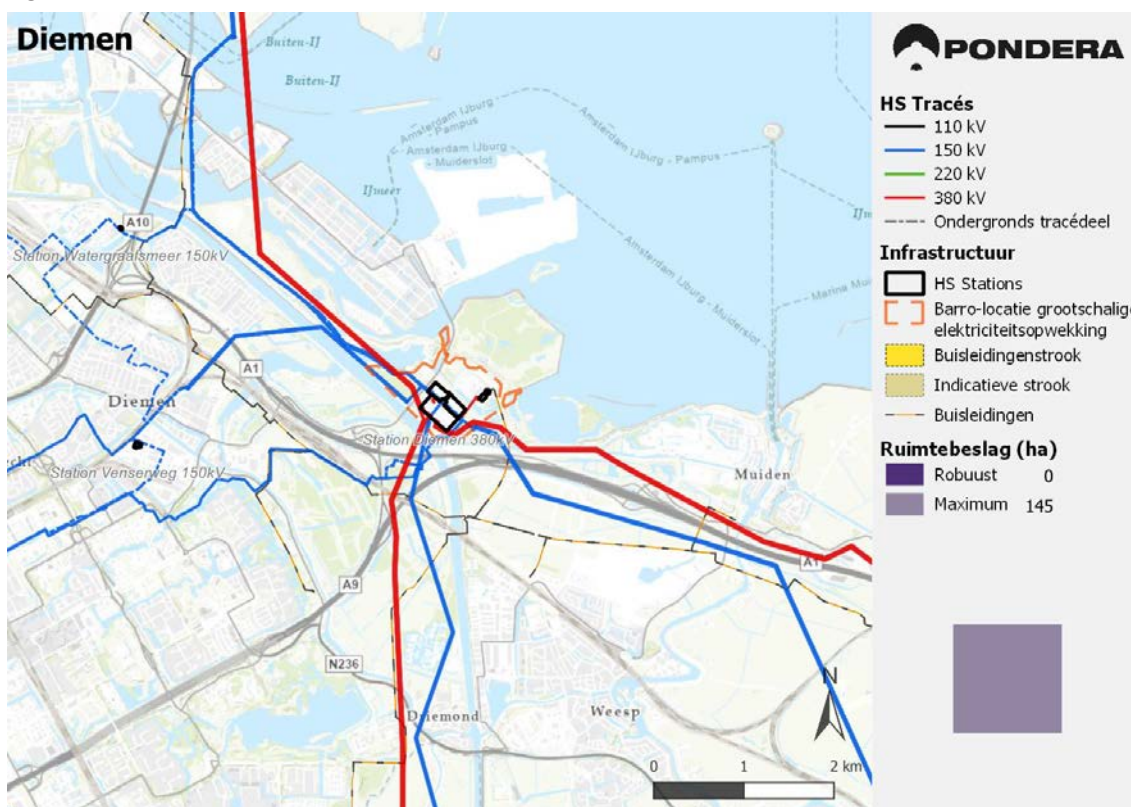 Diemen
Buiten-IJ
Buiten-IJ
Amsterdam IJburg
- Pampus
Amsterdam IJburg
- Muiderslot
Amsterdam IJburg - Pampus
IJmeer
A10
Station Watergraafsmeer 150kV
Amsterdam IJburg - Muiderslot
A1
Diemen
Station Diemen 380kV
Station Venserweg 150kV
Muiden
A1
A9
N236
Driemond
Weesp
N
0 1 2 km
PONDERA
HS Tracés
110 kV
150 kV
220 kV
380 kV
Ondergronds tracédeel
Infrastructuur
HS Stations
Barro-locatie grootschalig
elektriciteitsopwekking
Buisleidingenstrook
Indicatieve strook
Buisleidingen
Ruimtebeslag (ha)
Robuust 0
Maximum 145